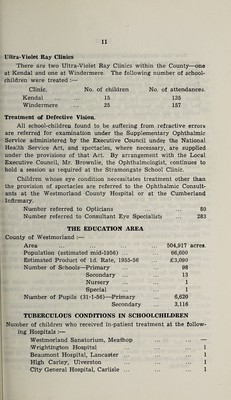 11
Ultra-Violet Ray Clinics
There are two Ultra-Violet Ray Clinics within the County—one
at Kendal and one at Windermere. The following number of school-
children were treated :—
Clinic. No. of children No. of attendances.
Kendal ... ... 15 135
Windermere ... 25 157
Treatment of Defective Vision.
All school-children found to be suffering from refractive errors
are referred for examination under the Supplementary Ophthalmic
Service administered by the Executive Council under the National
Health Service Act, and spectacles, where necessary, are supplied
under the provisions of that Act. By arrangement with the Local
Executive Council, Mr. Brownlie, the Ophthalmologist, continues to
hold a session as required at the Stramongate School Clinic.
Children whose eye condition necessitates treatment other than
the provision of spectacles are referred to the Ophthalmic Consult-
ants at the Westmorland County Hospital or at the Cumberland
Infirmary.
Number referred to Opticians ... ... ... 50
Number referred to Consultant Eye Specialists ... 283
THE EDUCATION AREA
County of Westmorland :—
Area ... ... ... ... 504,917 acres.
Population (estimated mid-1956) ... ... 66,600
Estimated Product of 1d. Rate, 1955-56 £3,090
Number of Schools—Primary 98
Secondary ... 13
Nursery ... 1
Special ... 1
Number of Pupils (31-1-56)—Primary 6,620
Secondary 3,116
TUBERCULOUS CONDITIONS IN SCHOOLCHILDREN
Number of children who received in-patient treatment at the follow-
ing Hospitals :—
Westmorland Sanatorium, Meathop ... ... —
Wrightington Hospital ... ... ... 1
Beaumont Hospital, Lancaster ... ... ... 1
High Carley, Ulverston ... ... ... 1
City General Hospital, Carlisle ... ... ... 1